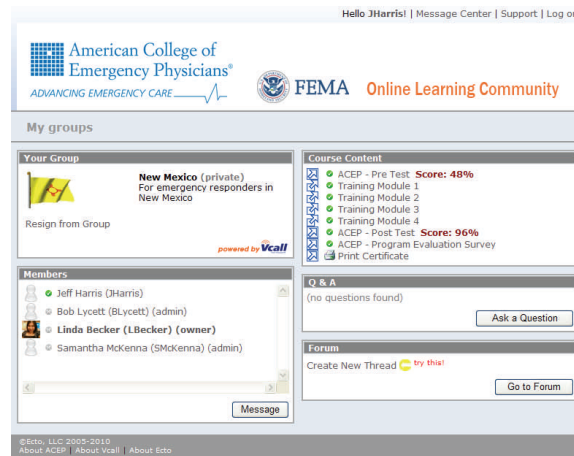 Hello JHarris! | Message Center | Support | Log ou
American College of
Emergency Physicians®
ADVANCING EMERGENCY CARE
FEMA Online Learning Community
My groups
Your Group
New Mexico (private)
For emergency responders in
New Mexico
Resign from Group
powered by Vcall
Members
Jeff Harris (JHarris)
Bob Lycett (BLycett) (admin)
Linda Becker (LBecker) (owner)
Samantha McKenna (SMcKenna) (admin)
Message
Course Content
ACEP - Pre Test Score: 48%
Training Module 1
Training Module 2
Training Module 3
Training Module 4
ACEP - Post Test Score: 96%
ACEP - Program Evaluation Survey
Print Certificate
Q & A
(no questions found)
Ask a Question
Forum
Create New Thread try this!
Go to Forum
©Ecto, LLC 2005-2010
About ACEP | About Vcall | About Ecto